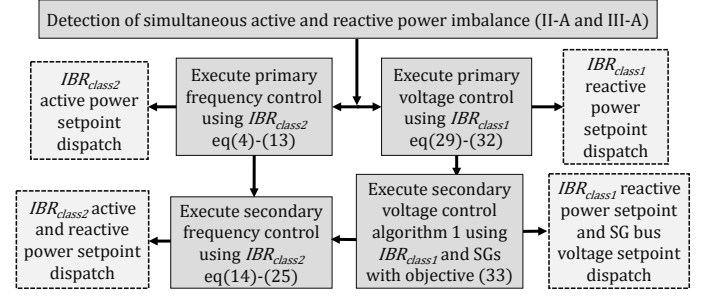 Detection of simultaneous active and reactive power imbalance (II-A and III-A)
IBRclass2
active power
setpoint
dispatch
Execute primary
frequency control
using IBRclass2
eq(4)-(13)
Execute primary
voltage control
using IBRclass1
eq(29)-(32)
IBRclass1
reactive
power
setpoint
dispatch
IBRclass2 active
and reactive
power setpoint
dispatch
Execute secondary
frequency control
using IBRclass2
eq(14)-(25)
Execute secondary
voltage control
algorithm 1 using
IBRclass1 and SGs
with objective (33)
IBRclass1 reactive
power setpoint
and SG bus
voltage setpoint
dispatch